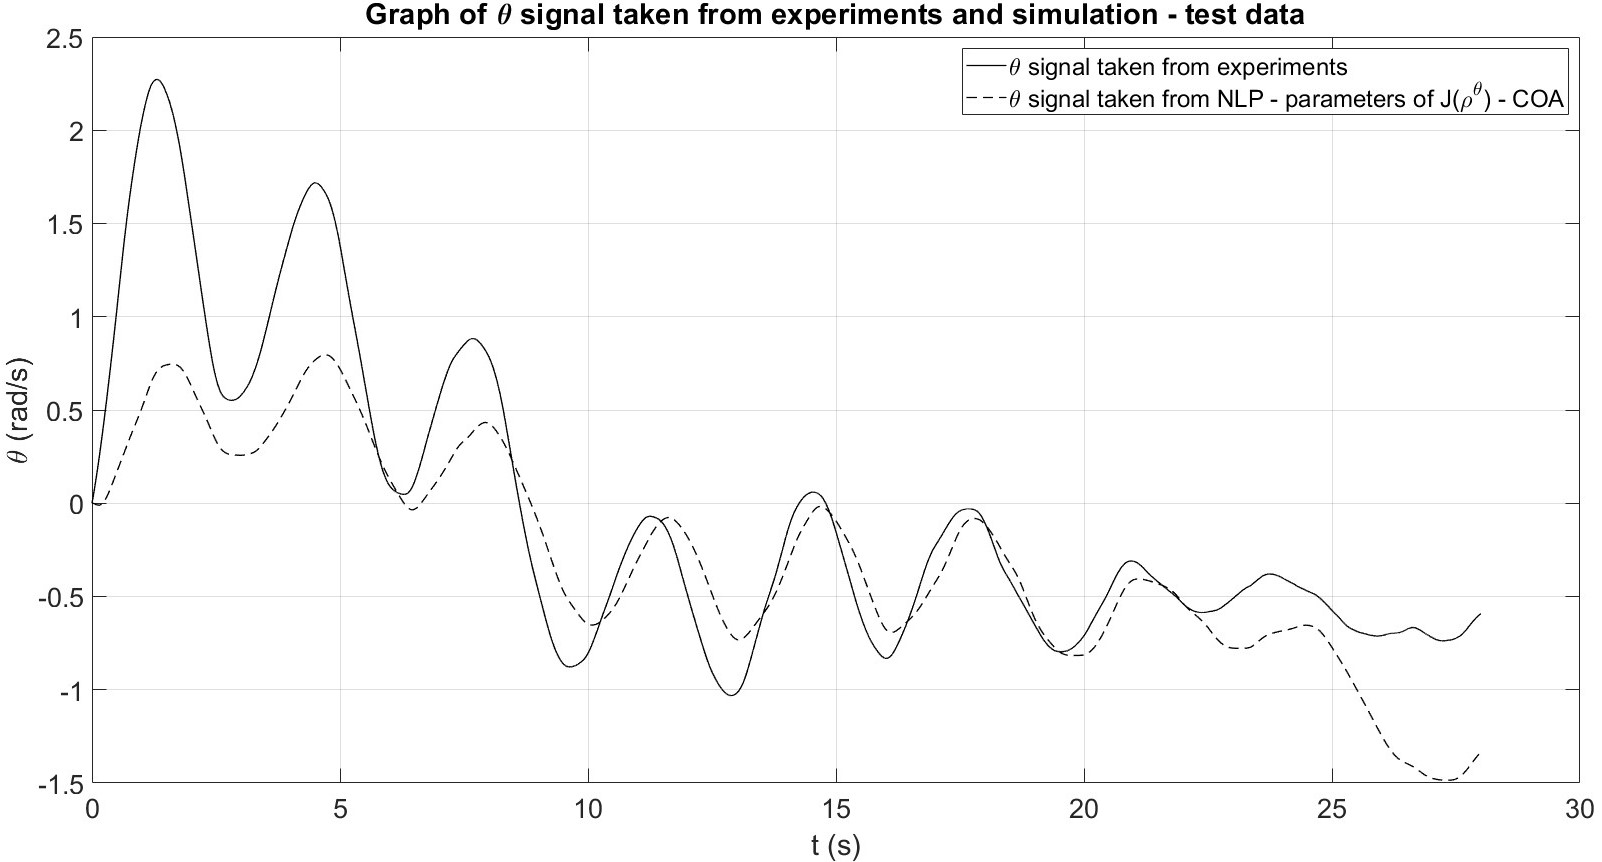 Graph of θ signal taken from experiments and simulation - test data
θ signal taken from experiments
θ signal taken from NLP - parameters of J(ρ^θ) - COA
2.5
2
1.5
1
0.5
0
-0.5
-1
-1.5
θ (rad/s)
0 5 10 15 20 25 30
t (s)